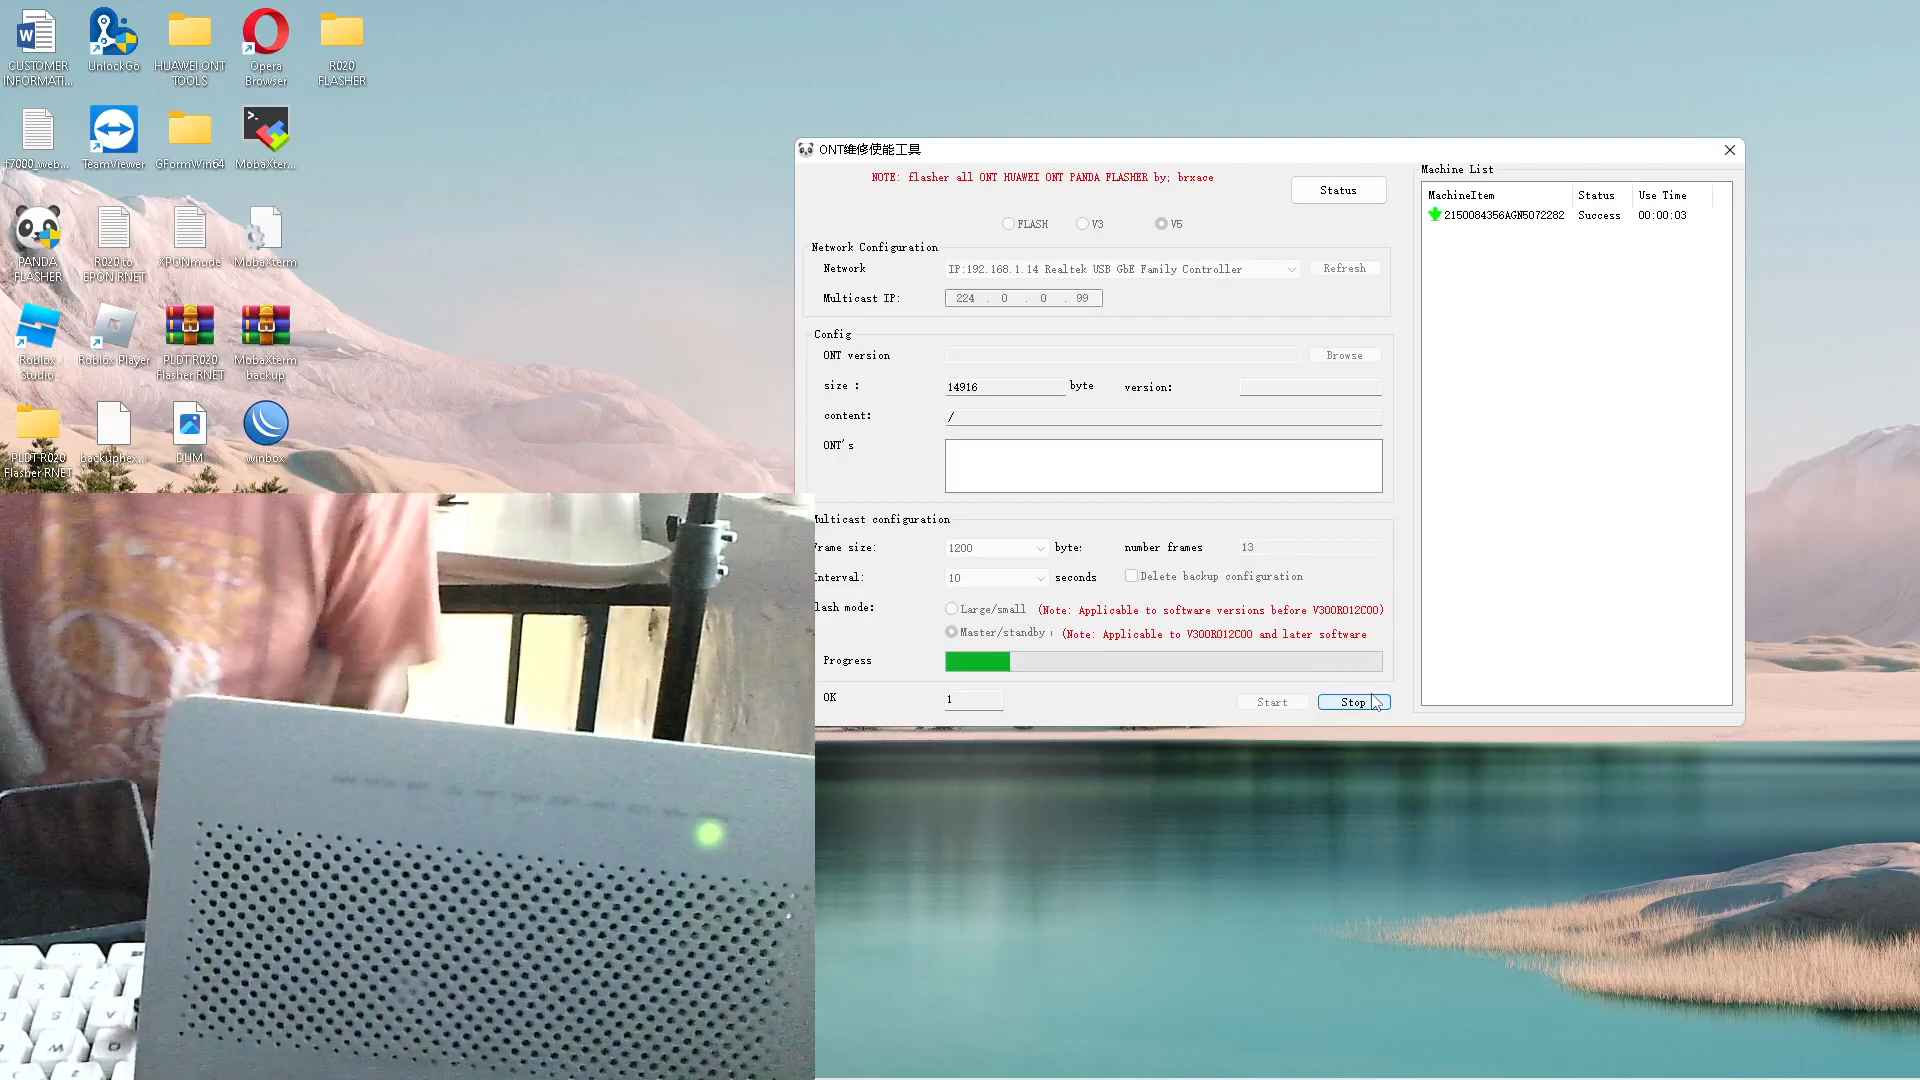 CUSTOMER
INFORMATI...
UnlockGo
HUAWEI ONT
TOOLS
Opera
Browser
R020
FLASHER
f7000_web...
TeamViewer
GFormWin64
MobaXter...
PANDA
FLASHER
R020 to
EPON RNET
XPONmode
MobaXterm
Roblox
Studio
Roblox Player
PLDT R020
Flasher RNET
MobaXterm
backup
PLDT R020
Flasher RNET
backuphex...
DUM
winbox
ONT维修使能工具
NOTE: flasher all ONT HUAWEI ONT PANDA FLASHER by; brxace
Status
FLASH
V3
V5
Network Configuration
Network
IP:192.168.1.14 Realtek USB GbE Family Controller
Refresh
Multicast IP:
224 . 0 . 0 . 99
Config
ONT version
Browse
size :
14916
byte
version:
content:
/
ONT's
Multicast configuration
Frame size:
1200
byte:
number frames
13
Interval:
10
seconds
Delete backup configuration
lash mode:
Large/small
(Note: Applicable to software versions before V300R012C00)
Master/standby
(Note: Applicable to V300R012C00 and later software
Progress
OK
1
Start
Stop
Machine List
MachineItem Status Use Time
2150084356AGN5072282 Success 00:00:03